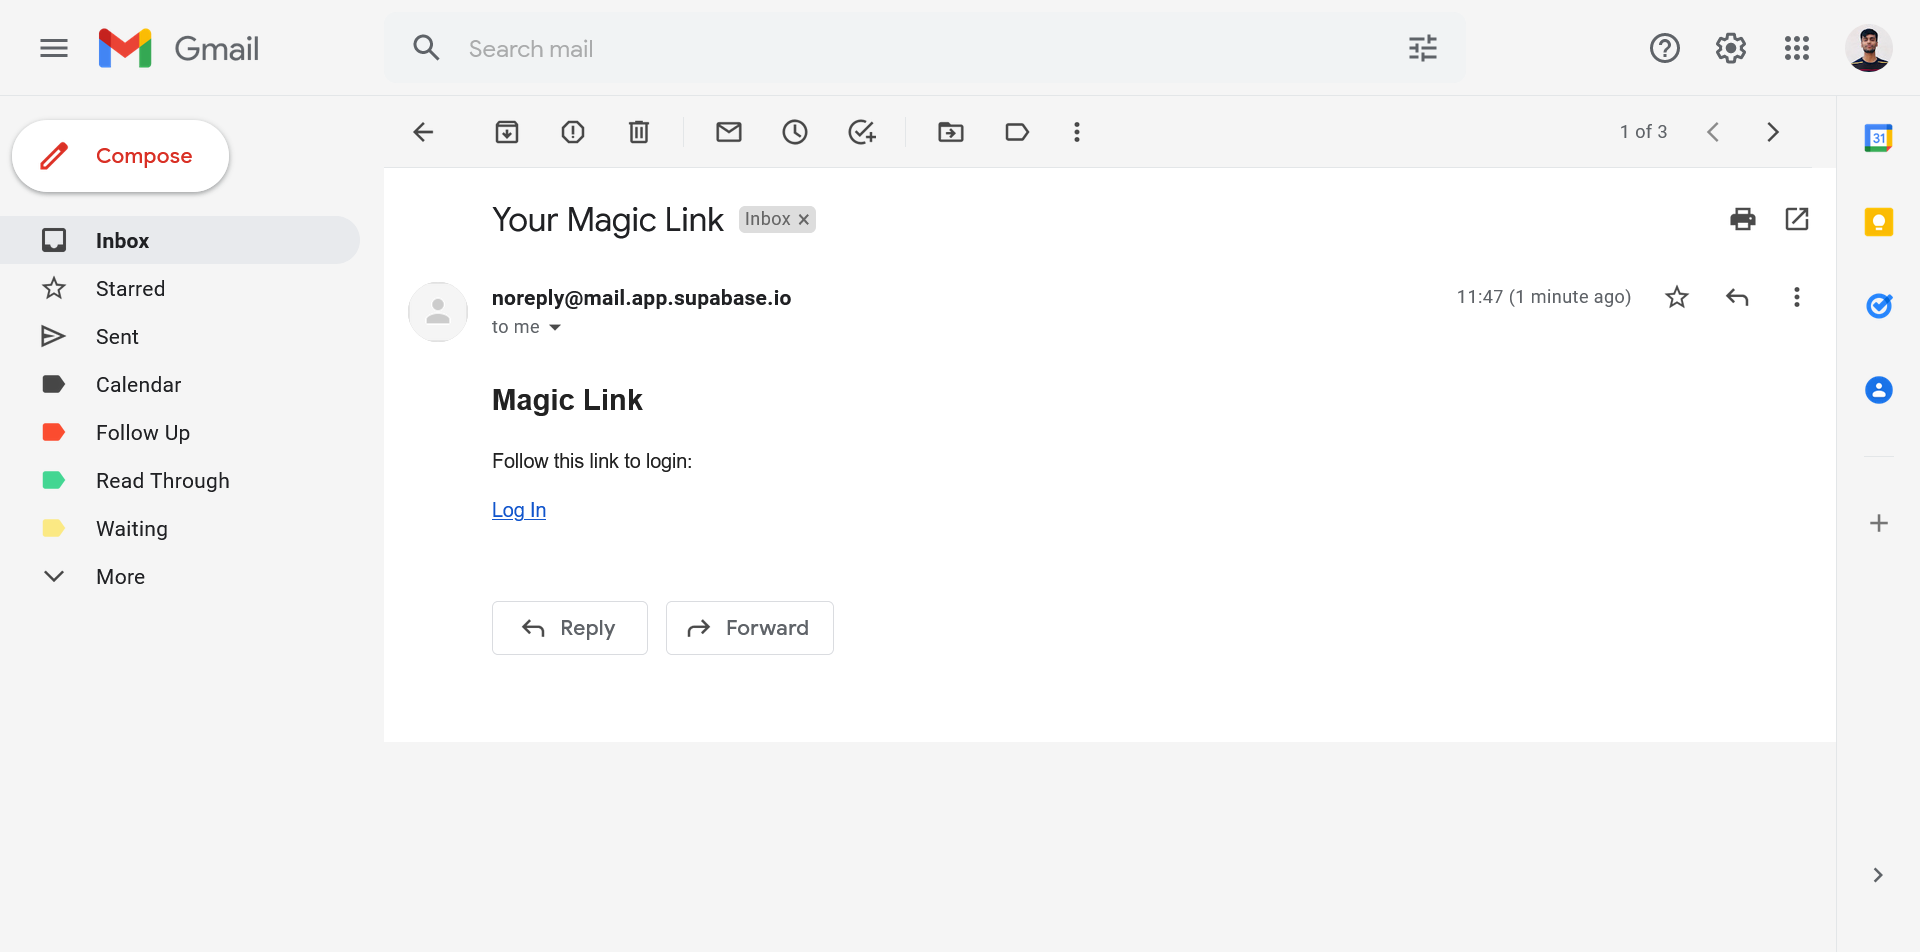 Gmail
Search mail
Compose
1 of 3
31
Inbox
Starred
Sent
Calendar
Follow Up
Read Through
Waiting
More
Your Magic Link Inbox ×
noreply@mail.app.supabase.io 11:47 (1 minute ago)
to me
Magic Link
Follow this link to login:
Log In
Reply Forward